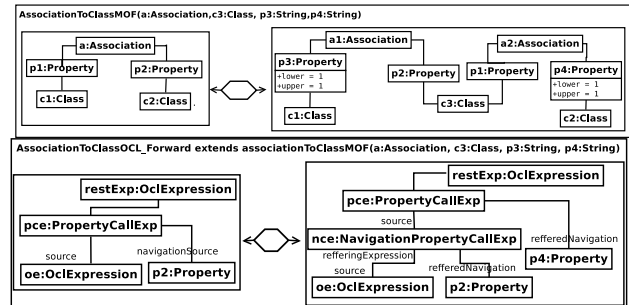 AssociationToClassMOF(a:Association,c3:Class, p3:String,p4:String)
a:Association
p1:Property
p2:Property
c1:Class
c2:Class
a1:Association
a2:Association
p3:Property
+lower = 1
+upper = 1
p2:Property
p1:Property
p4:Property
+lower = 1
+upper = 1
c1:Class
c3:Class
c2:Class
AssociationToClassOCL_Forward extends associationToClassMOF(a:Association, c3:Class, p3:String, p4:String)
restExp:OclExpression
pce:PropertyCallExp
source
navigationSource
oe:OclExpression
p2:Property
restExp:OclExpression
pce:PropertyCallExp
source
refferedNavigation
nce:NavigationPropertyCallExp
p4:Property
refferingExpression
source
refferedNavigation
oe:OclExpression
p2:Property